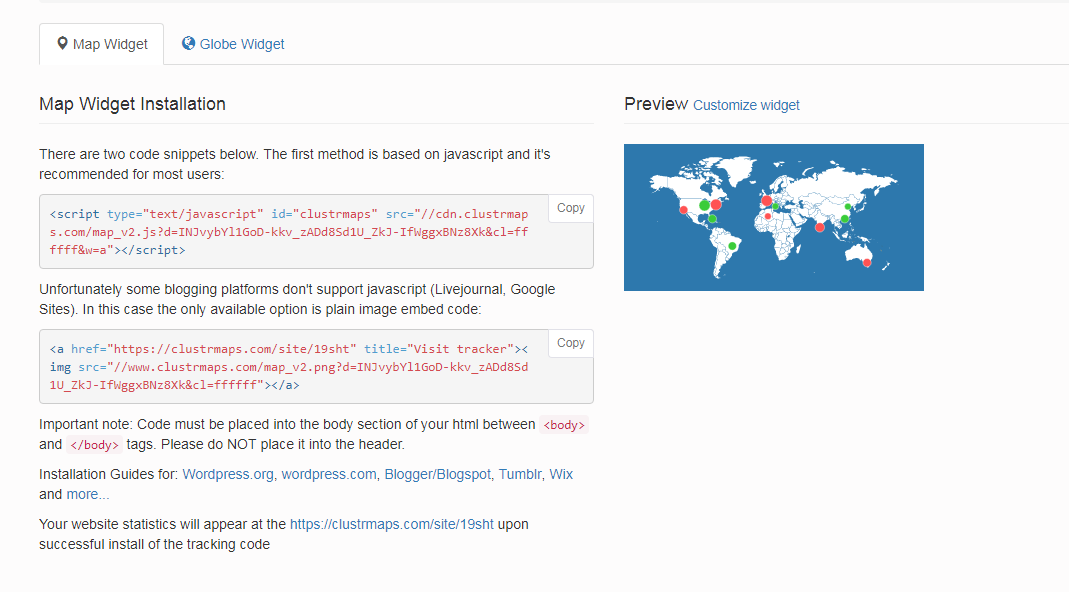 Map Widget
Globe Widget
Map Widget Installation
Preview Customize widget
There are two code snippets below. The first method is based on javascript and it's
recommended for most users:
Copy
<script type="text/javascript" id="clustrmaps" src="//cdn.clustrmap
s.com/map_v2.js?d=INJvybYl1GoD-kkv_zADd8Sd1U_ZkJ-IfWggxBNz8Xk&cl=ff
ffff&w=a"></script>
Unfortunately some blogging platforms don't support javascript (Livejournal, Google
Sites). In this case the only available option is plain image embed code:
Copy
<a href="https://clustrmaps.com/site/19sht" title="Visit tracker"><
img src="//www.clustrmaps.com/map_v2.png?d=INJvybYl1GoD-kkv_zADd8Sd
1U_ZkJ-IfWggxBNz8Xk&cl=ffffff"></a>
Important note: Code must be placed into the body section of your html between <body>
and </body> tags. Please do NOT place it into the header.
Installation Guides for: Wordpress.org, wordpress.com, Blogger/Blogspot, Tumblr, Wix
and more...
Your website statistics will appear at the https://clustrmaps.com/site/19sht upon
successful install of the tracking code